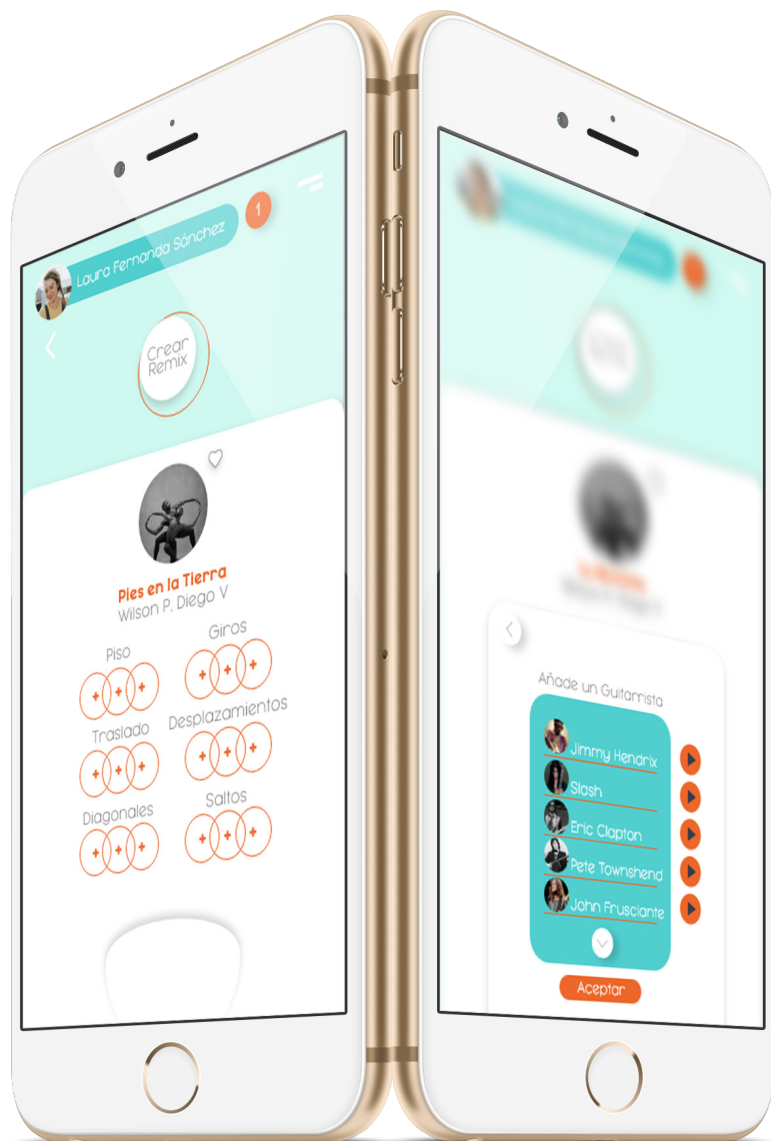 Laura Fernanda Sánchez
1
Crear
Remix
Pies en la Tierra
Wilson P. Diego V
Piso
Giros
Traslado
Desplazamientos
Diagonales
Saltos
Añade un Guitarrista
Jimmy Hendrix
Slash
Eric Clapton
Pete Townshend
John Frusciante
Aceptar